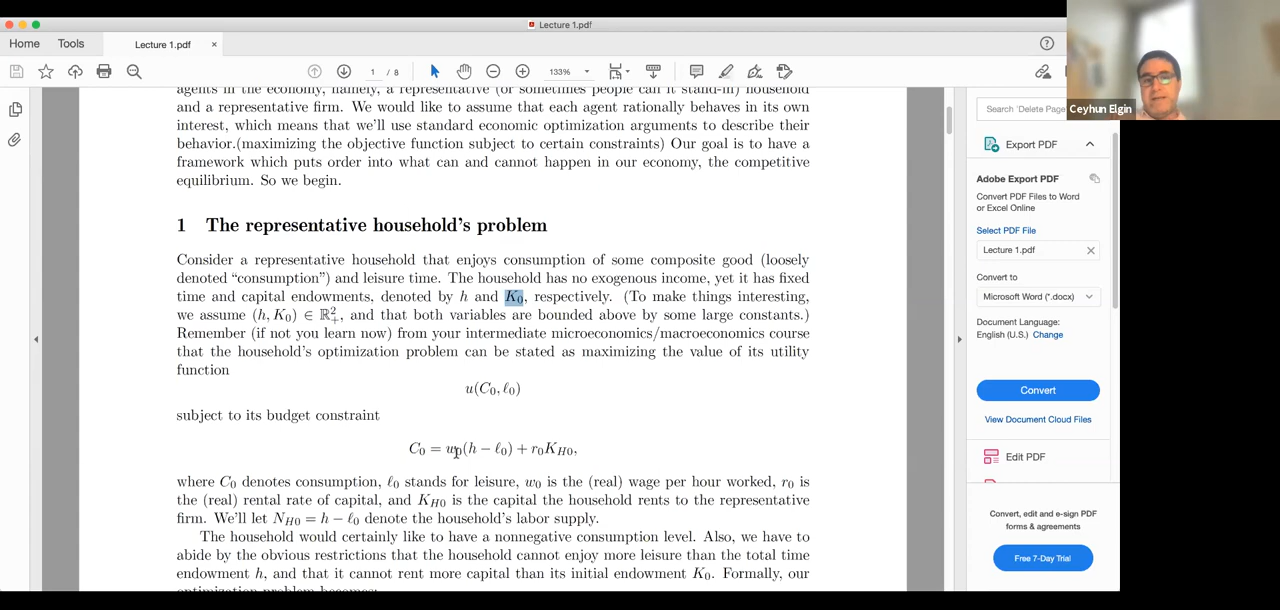 Lecture 1.pdf
Home Tools Lecture 1.pdf ×
1 / 8 133%
Ceyhun Elgin
agents in the economy, namely, a representative (or sometimes people can it stand-in) household
and a representative firm. We would like to assume that each agent rationally behaves in its own
interest, which means that we'll use standard economic optimization arguments to describe their
behavior.(maximizing the objective function subject to certain constraints) Our goal is to have a
framework which puts order into what can and cannot happen in our economy, the competitive
equilibrium. So we begin.
1 The representative household's problem
Consider a representative household that enjoys consumption of some composite good (loosely
denoted “consumption”) and leisure time. The household has no exogenous income, yet it has fixed
time and capital endowments, denoted by h and K₀, respectively. (To make things interesting,
we assume (h, K₀) ∈ ℝ²₊, and that both variables are bounded above by some large constants.)
Remember (if not you learn now) from your intermediate microeconomics/macroeconomics course
that the household's optimization problem can be stated as maximizing the value of its utility
function
u(C₀, ℓ₀)
subject to its budget constraint
C₀ = w₀(h − ℓ₀) + r₀K_{H0},
where C₀ denotes consumption, ℓ₀ stands for leisure, w₀ is the (real) wage per hour worked, r₀ is
the (real) rental rate of capital, and K_{H0} is the capital the household rents to the representative
firm. We'll let N_{H0} = h − ℓ₀ denote the household's labor supply.
The household would certainly like to have a nonnegative consumption level. Also, we have to
abide by the obvious restrictions that the household cannot enjoy more leisure than the total time
endowment h, and that it cannot rent more capital than its initial endowment K₀. Formally, our
optimization problem becomes:
Search 'Delete Page
Export PDF
Adobe Export PDF
Convert PDF Files to Word
or Excel Online
Select PDF File
Lecture 1.pdf
Convert to
Microsoft Word (*.docx)
Document Language:
English (U.S.) Change
Convert
View Document Cloud Files
Edit PDF
Convert, edit and e-sign PDF
forms & agreements
Free 7-Day Trial